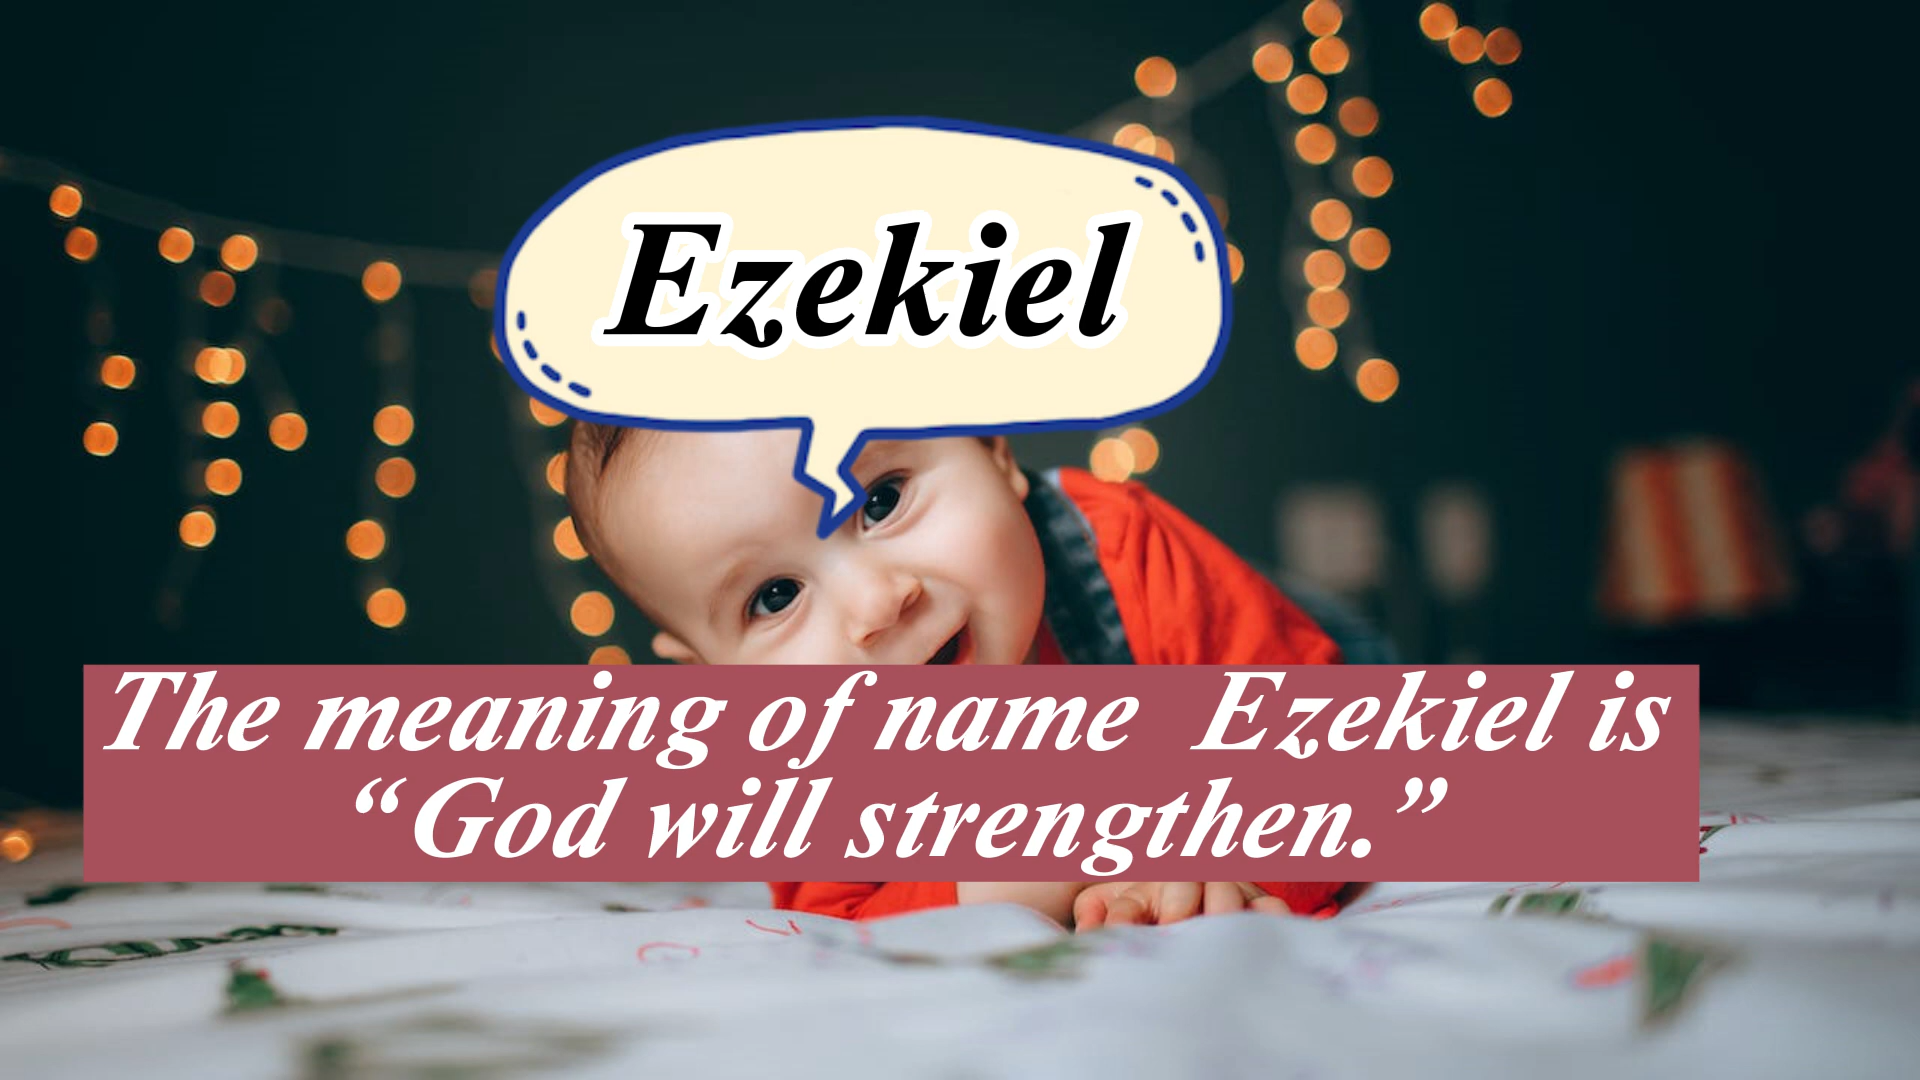 Ezekiel
The meaning of name  Ezekiel is
“God will strengthen.”